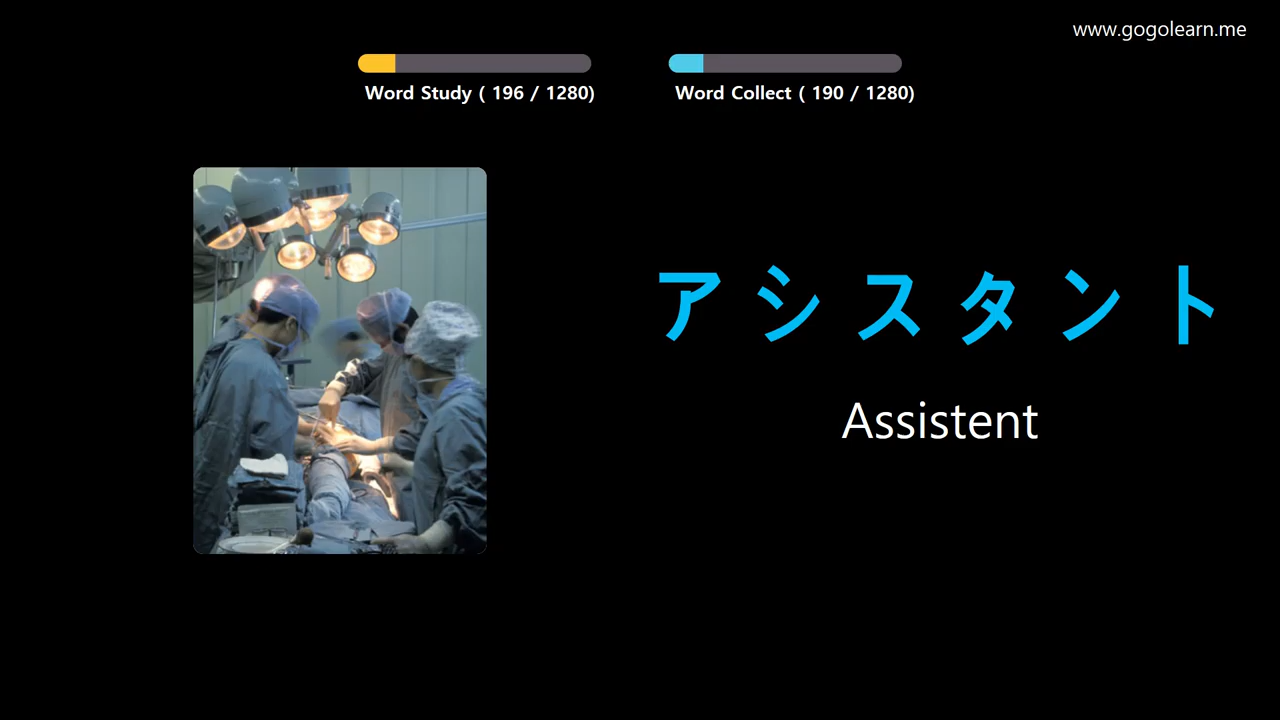 www.gogolearn.me
Word Study ( 196 / 1280)
Word Collect ( 190 / 1280)
アシスタント
Assistent